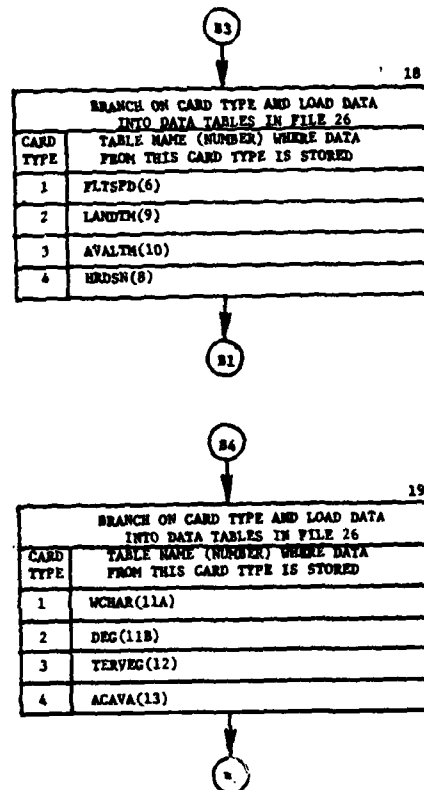 B3
18
BRANCH ON CARD TYPE AND LOAD DATA
INTO DATA TABLES IN FILE 26
CARD TYPE TABLE NAME (NUMBER) WHERE DATA
FROM THIS CARD TYPE IS STORED
1 FLTSPD(6)
2 LANDTM(9)
3 AVALTM(10)
4 HRDSN(8)
B1
B4
19
BRANCH ON CARD TYPE AND LOAD DATA
INTO DATA TABLES IN FILE 26
CARD TYPE TABLE NAME (NUMBER) WHERE DATA
FROM THIS CARD TYPE IS STORED
1 WCHAR(11A)
2 DEG(11B)
3 TERVEG(12)
4 ACAVA(13)